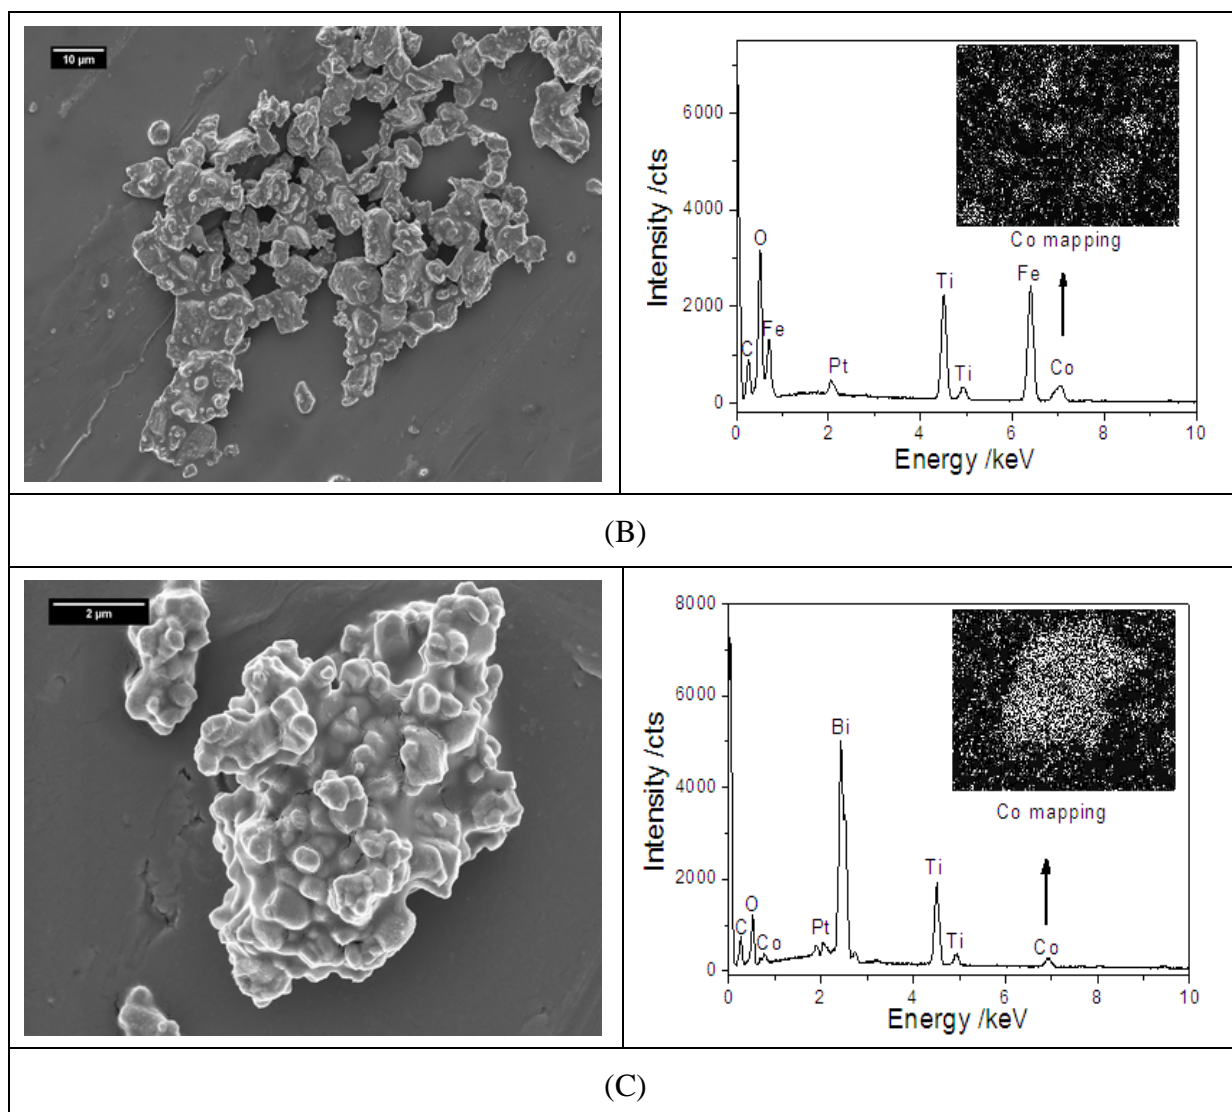 10 µm
Intensity /cts
6000
4000
2000
0
O
C
Fe
Pt
Ti
Ti
Fe
Co
Co mapping
0 2 4 6 8 10
Energy /keV
(B)
2 µm
Intensity /cts
8000
6000
4000
2000
0
C
O
Co
Pt
Bi
Ti
Ti
Co
Co mapping
0 2 4 6 8 10
Energy /keV
(C)